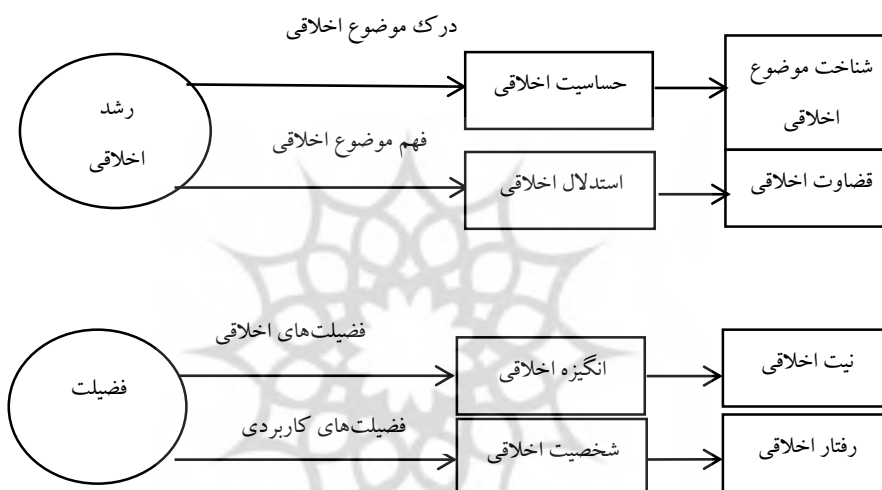 درک موضوع اخلاقی
رشد
اخلاقی
حساسیت اخلاقی
شناخت موضوع
اخلاقی
فهم موضوع اخلاقی
استدلال اخلاقی
قضاوت اخلاقی
فضیلت‌های اخلاقی
فضیلت
انگیزه اخلاقی
نیت اخلاقی
فضیلت‌های کاربردی
شخصیت اخلاقی
رفتار اخلاقی